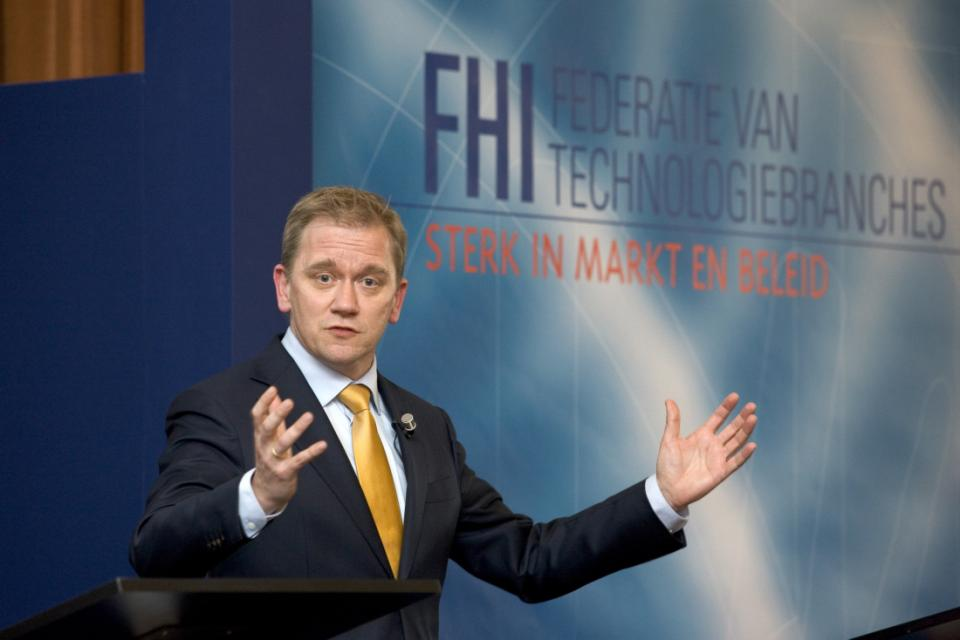 FHI FEDERATIE VAN
TECHNOLOGIEBRANCHES
STERK IN MARKT EN BELEID